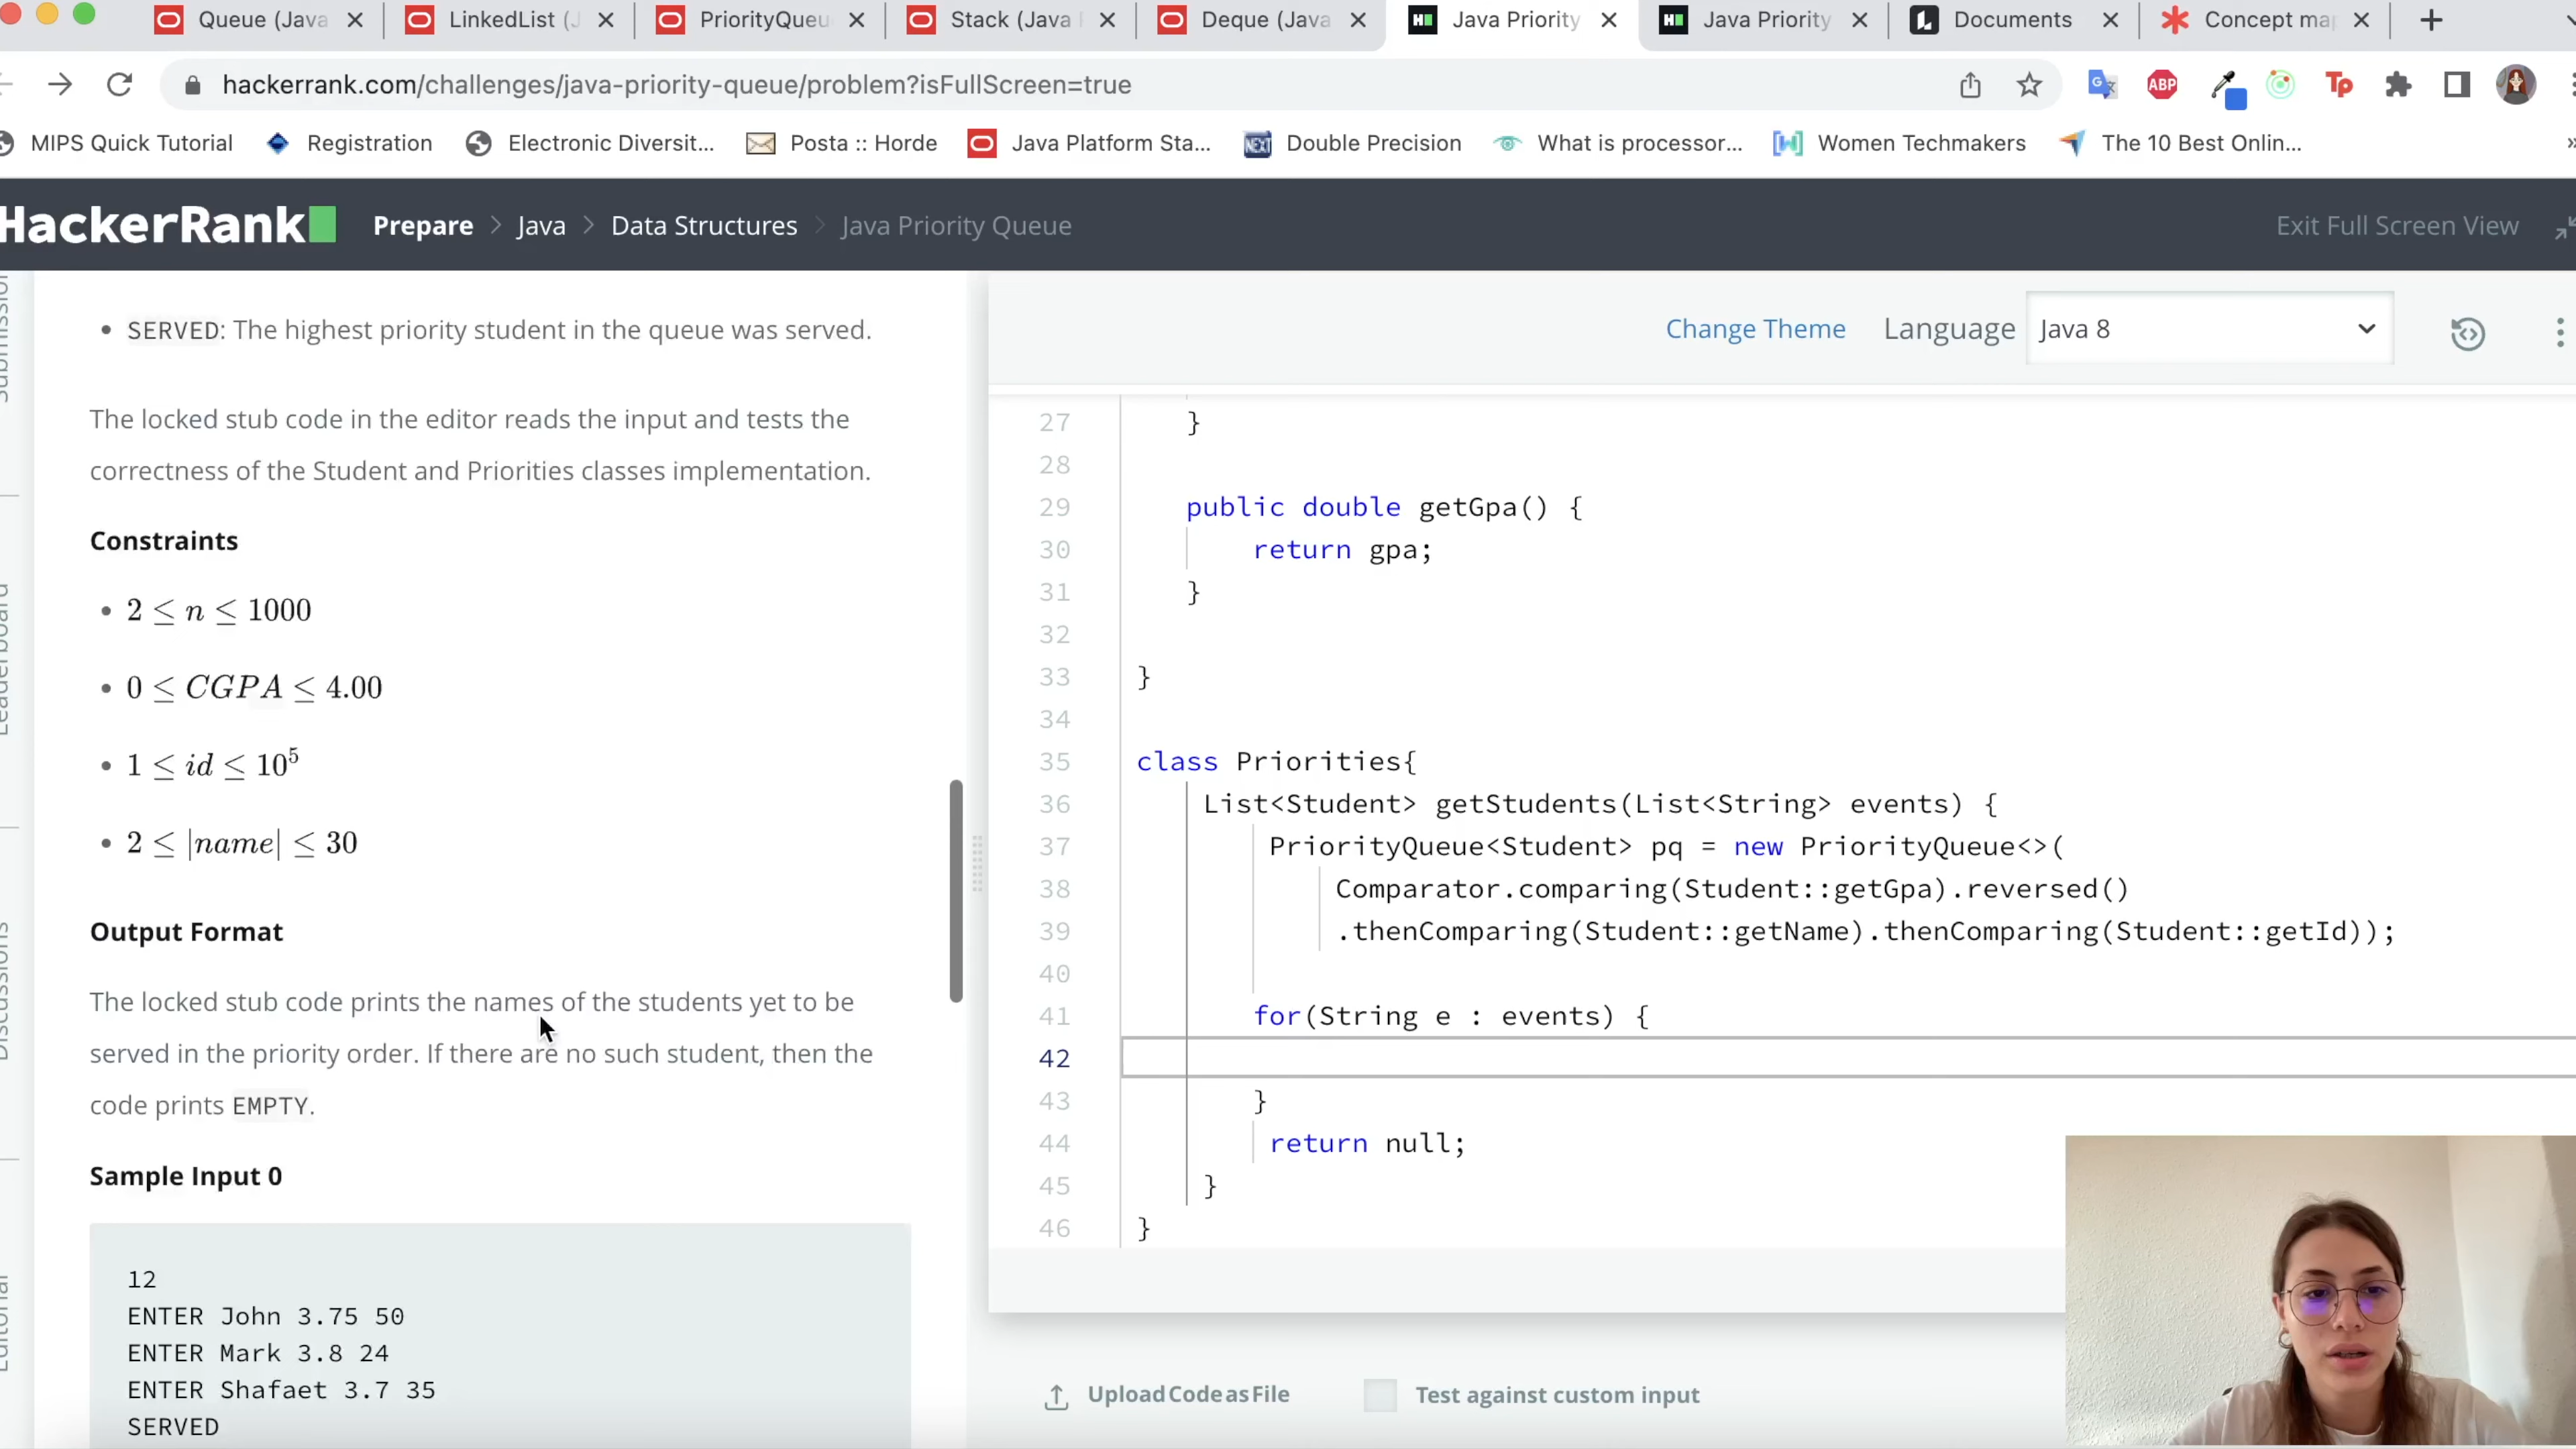 Queue (Java
LinkedList (J
PriorityQueu
Stack (Java
Deque (Java
Java Priority
Java Priority
Documents
Concept ma
hackerrank.com/challenges/java-priority-queue/problem?isFullScreen=true
ABP
Tp
MIPS Quick Tutorial
Registration
Electronic Diversit...
Posta :: Horde
Java Platform Sta...
NEXT
Double Precision
What is processor...
Women Techmakers
The 10 Best Onlin...
HackerRank
Prepare > Java > Data Structures > Java Priority Queue
Exit Full Screen View
Leaderboard
Discussions
Editorial
• SERVED: The highest priority student in the queue was served.
The locked stub code in the editor reads the input and tests the
correctness of the Student and Priorities classes implementation.
Constraints
• 2 ≤ n ≤ 1000
• 0 ≤ CGPA ≤ 4.00
• 1 ≤ id ≤ 10⁵
• 2 ≤ |name| ≤ 30
Output Format
The locked stub code prints the names of the students yet to be
served in the priority order. If there are no such student, then the
code prints EMPTY.
Sample Input 0
12
ENTER John 3.75 50
ENTER Mark 3.8 24
ENTER Shafaet 3.7 35
SERVED
Change Theme
Language
Java 8
27 }
28
29 public double getGpa() {
30 return gpa;
31 }
32
33 }
34
35 class Priorities{
36 List<Student> getStudents(List<String> events) {
37 PriorityQueue<Student> pq = new PriorityQueue<>(
38 Comparator.comparing(Student::getGpa).reversed()
39 .thenComparing(Student::getName).thenComparing(Student::getId));
40
41 for(String e : events) {
42
43 }
44 return null;
45 }
46 }
Upload Code as File
Test against custom input